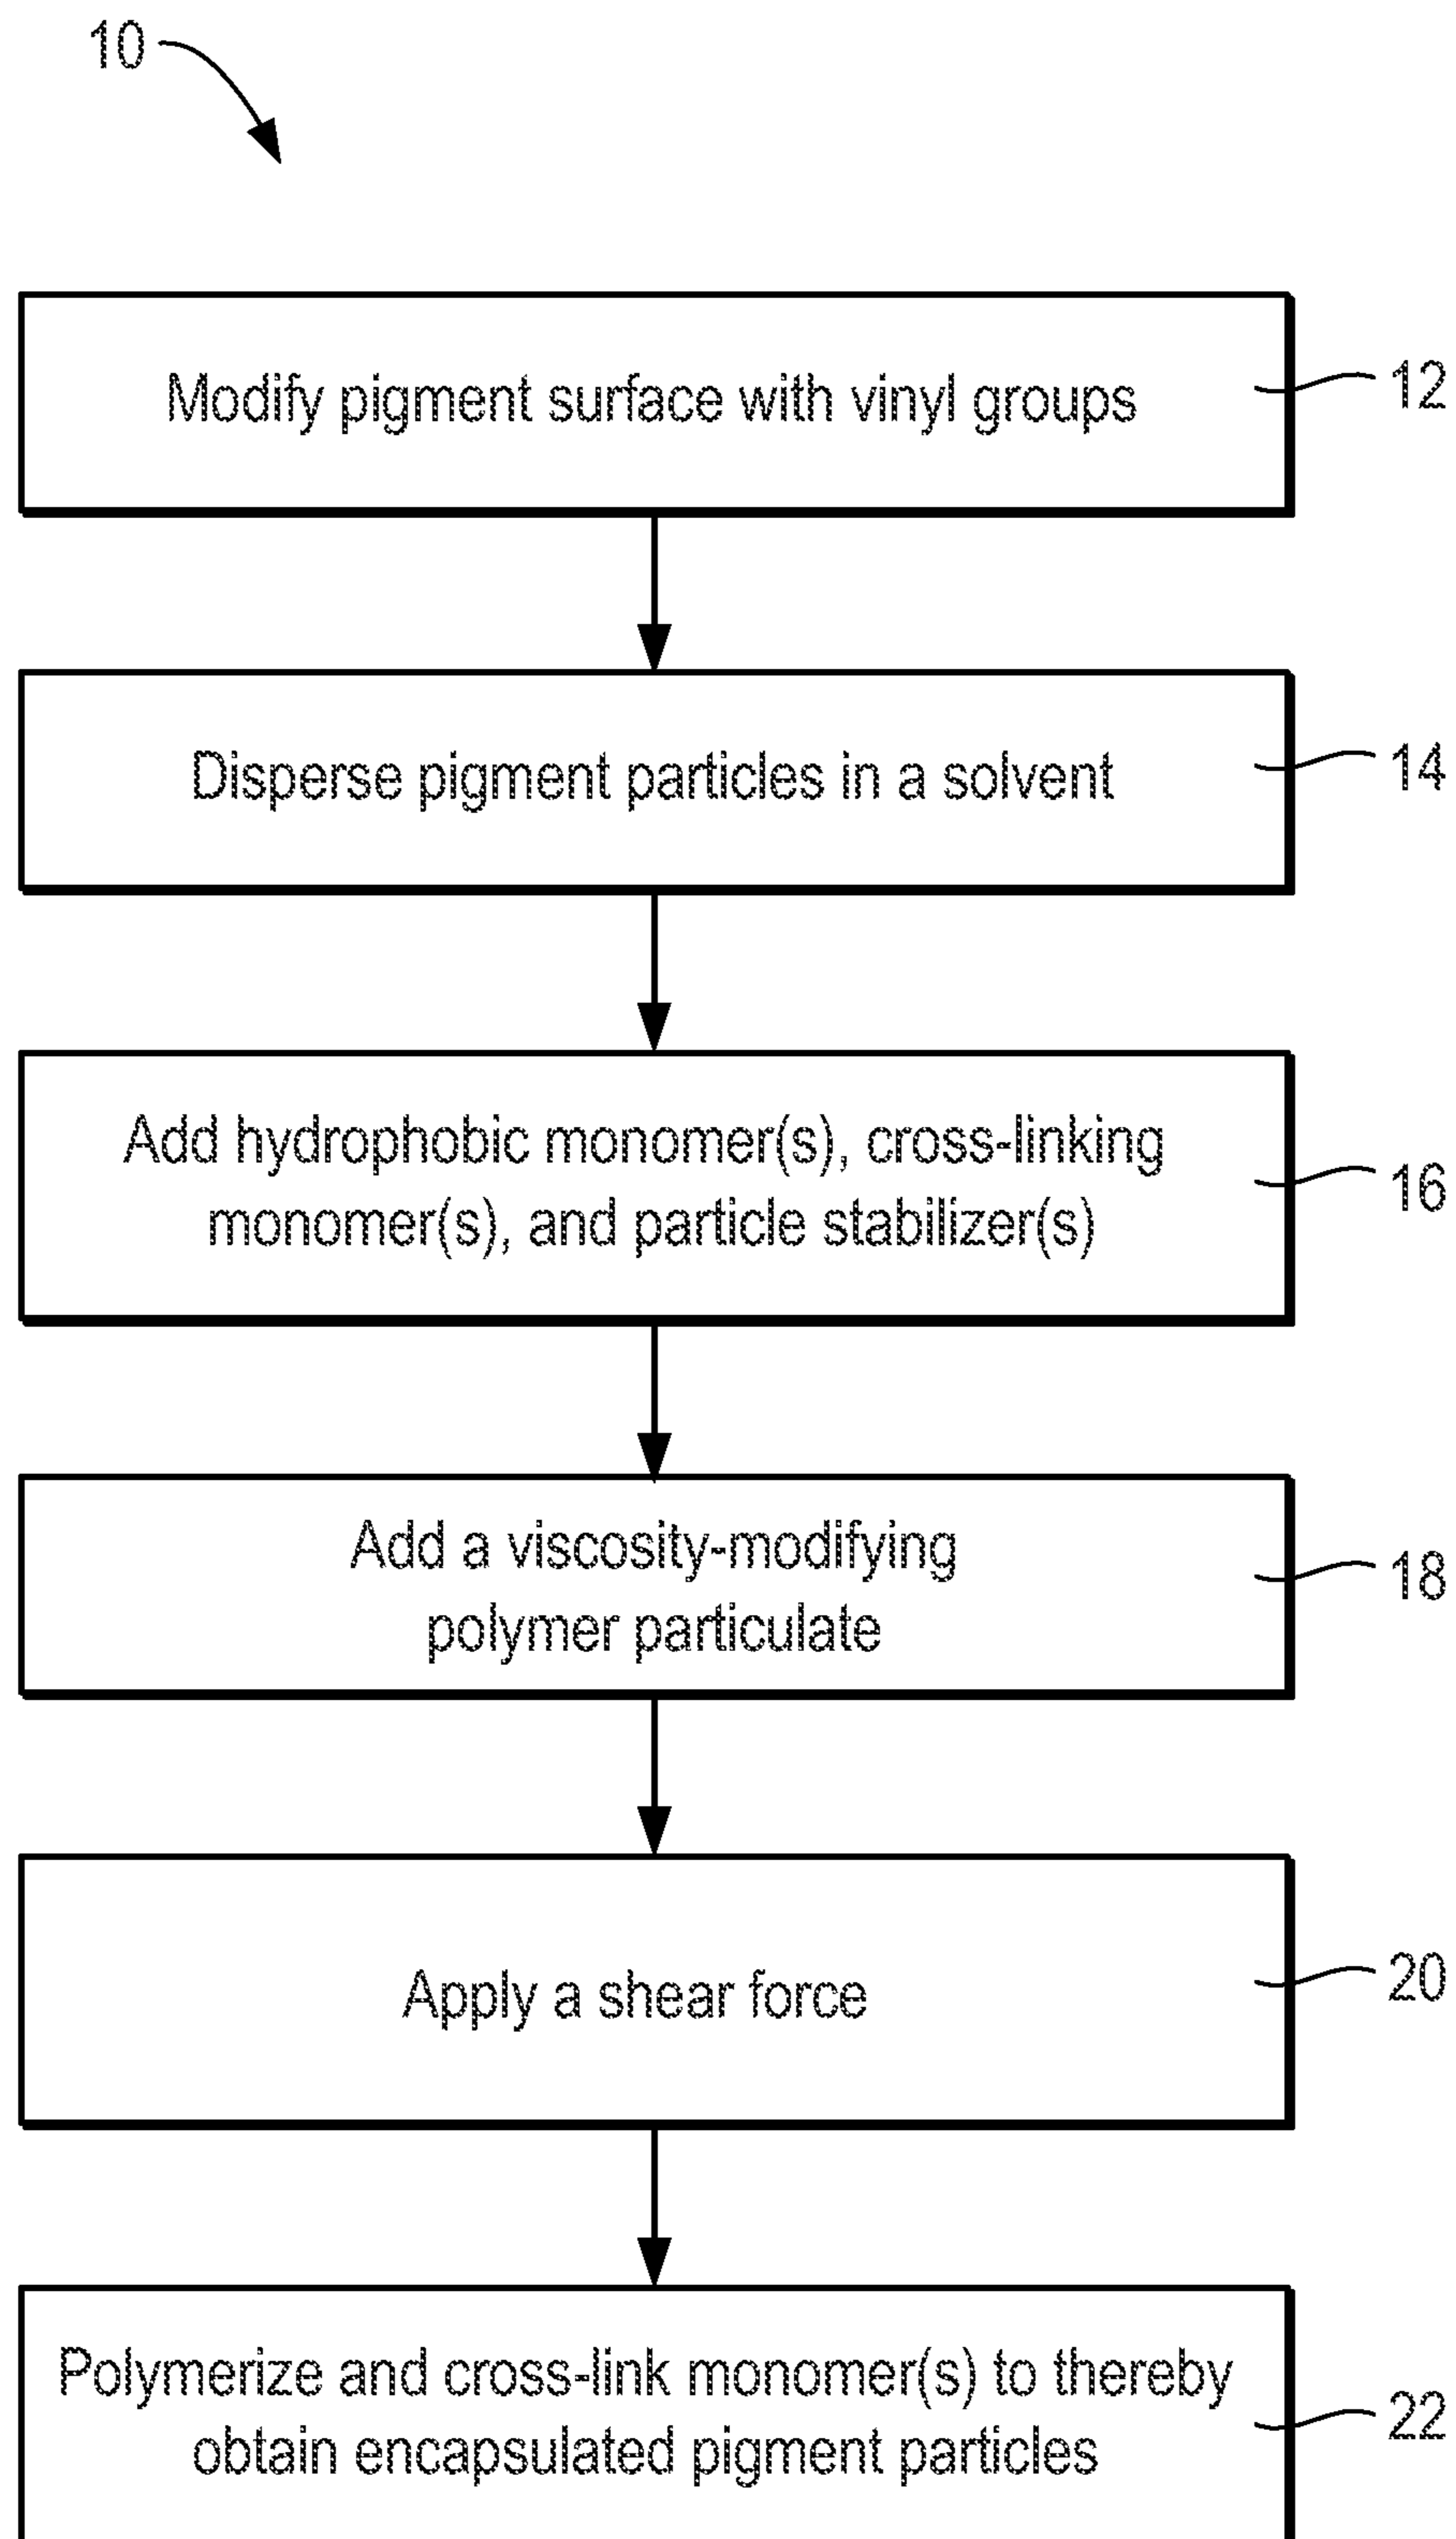 10
Modify pigment surface with vinyl groups
12
Disperse pigment particles in a solvent
14
Add hydrophobic monomer(s), cross-linking
monomer(s), and particle stabilizer(s)
16
Add a viscosity-modifying
polymer particulate
18
Apply a shear force
20
Polymerize and cross-link monomer(s) to thereby
obtain encapsulated pigment particles
22